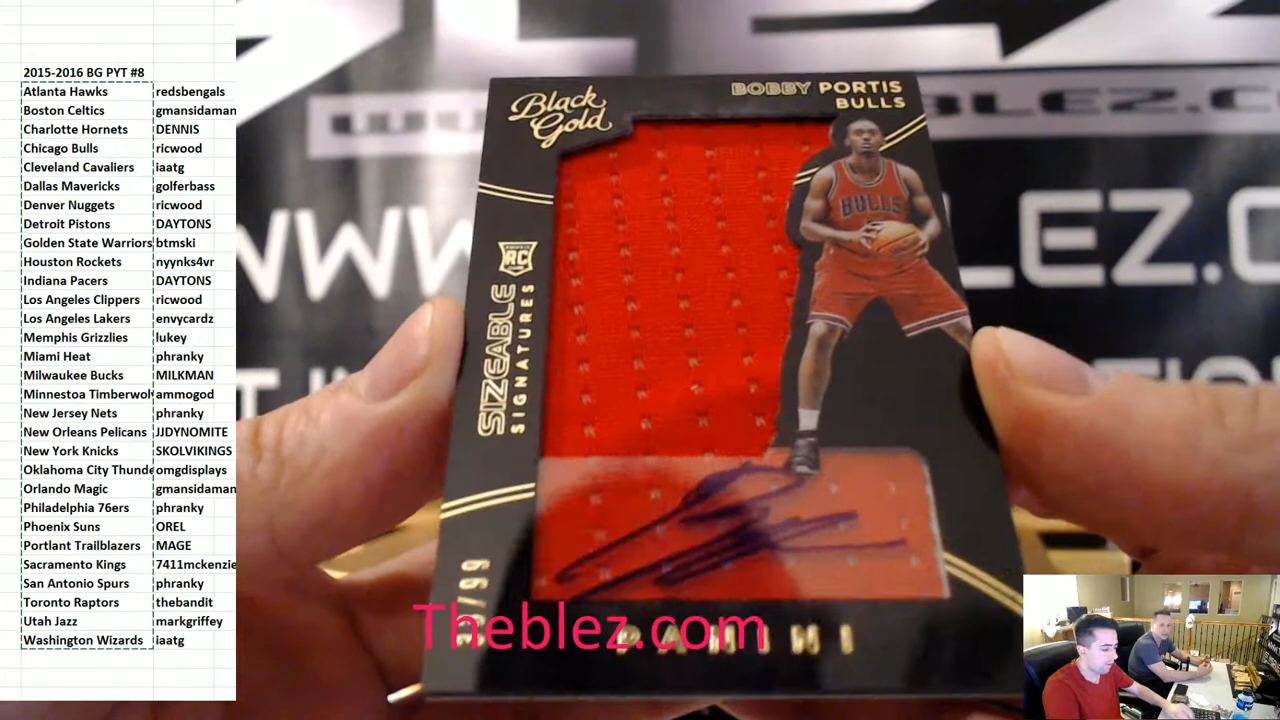 2015-2016 BG PYT #8
Atlanta Hawks redsbengals
Boston Celtics gmansidaman
Charlotte Hornets DENNIS
Chicago Bulls ricwood
Cleveland Cavaliers iaatg
Dallas Mavericks golferbass
Denver Nuggets ricwood
Detroit Pistons DAYTONS
Golden State Warriors btmski
Houston Rockets nyynks4vr
Indiana Pacers DAYTONS
Los Angeles Clippers ricwood
Los Angeles Lakers envycardz
Memphis Grizzlies lukey
Miami Heat phranky
Milwaukee Bucks MILKMAN
Minnestoa Timberwol ammogod
New Jersey Nets phranky
New Orleans Pelicans JJDYNOMITE
New York Knicks SKOLVIKINGS
Oklahoma City Thunde omgdisplays
Orlando Magic gmansidaman
Philadelphia 76ers phranky
Phoenix Suns OREL
Portlant Trailblazers MAGE
Sacramento Kings 7411mckenzie
San Antonio Spurs phranky
Toronto Raptors thebandit
Utah Jazz markgriffey
Washington Wizards iaatg
Black Gold
BOBBY PORTIS
BULLS
BULLS
RC
SIZEABLE
SIGNATURES
/99
PANINI
Theblez.com